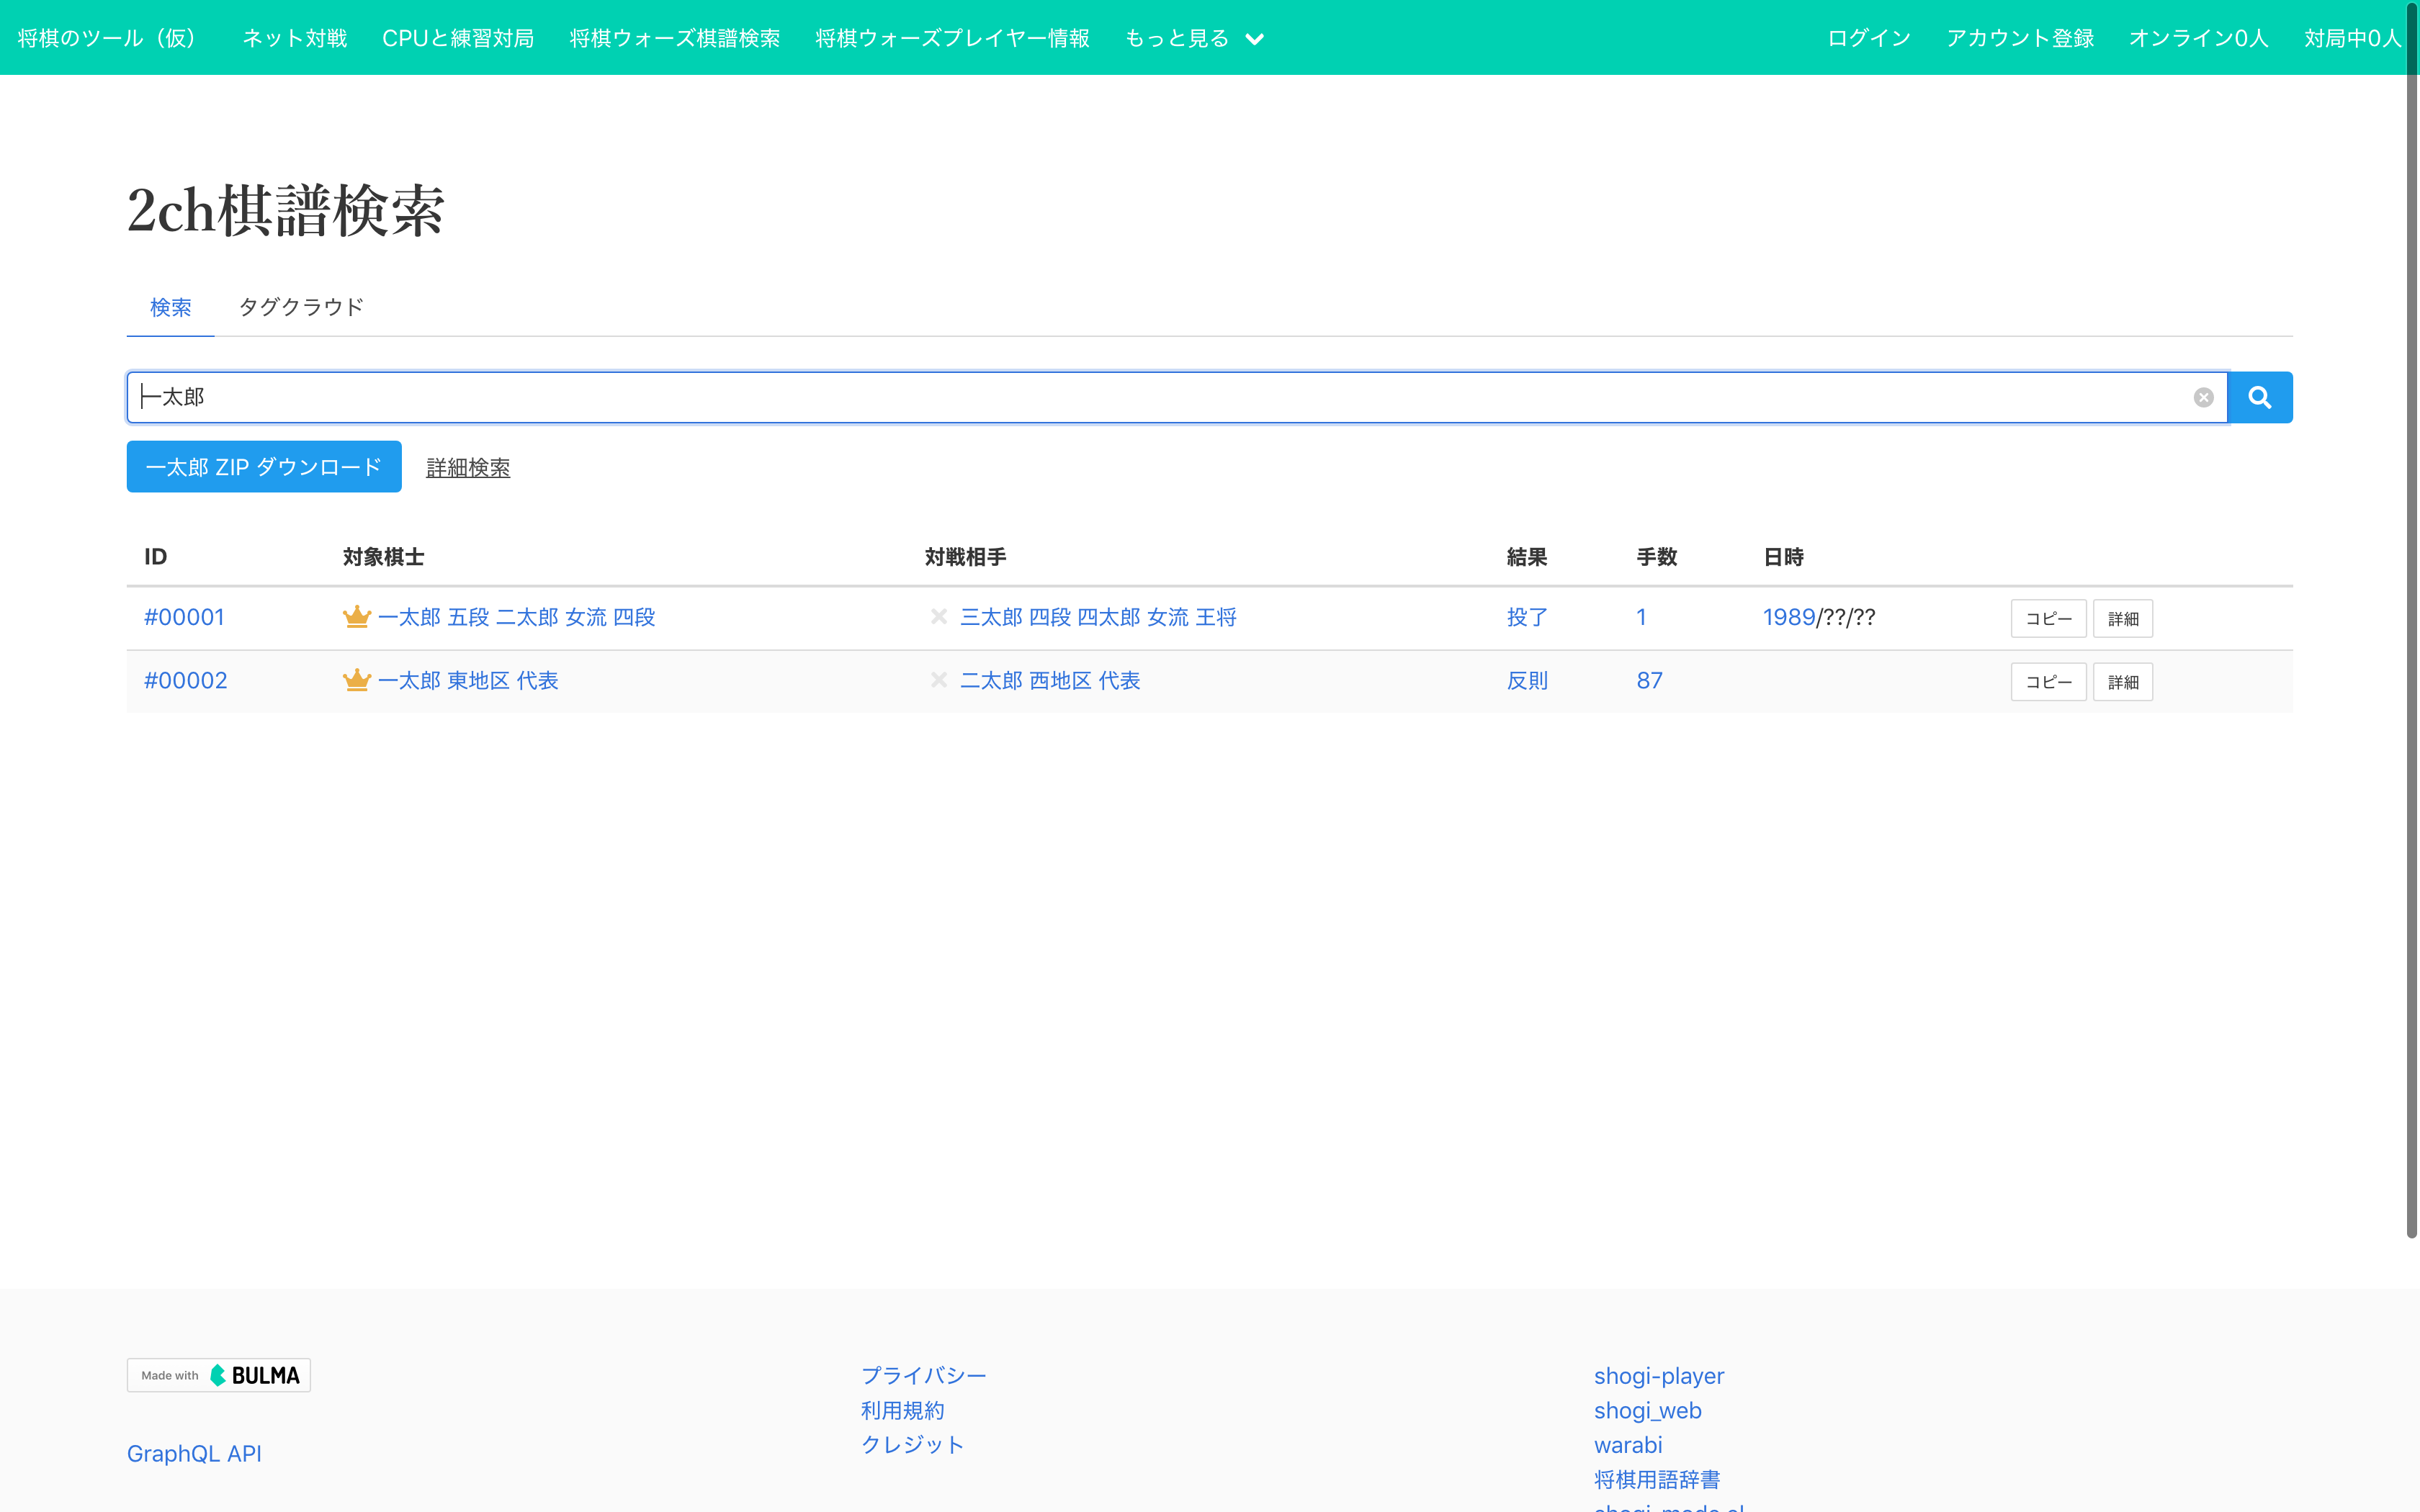 将棋のツール（仮） ネット対戦 CPUと練習対局 将棋ウォーズ棋譜検索 将棋ウォーズプレイヤー情報 もっと見る ログイン アカウント登録 オンライン0人 対局中0人
2ch棋譜検索
検索 タグクラウド
一太郎
一太郎 ZIP ダウンロード 詳細検索
ID 対象棋士 対戦相手 結果 手数 日時
#00001 一太郎 五段 二太郎 女流 四段 三太郎 四段 四太郎 女流 王将 投了 1 1989/??/?? コピー 詳細
#00002 一太郎 東地区 代表 二太郎 西地区 代表 反則 87 コピー 詳細
Made with BULMA
GraphQL API
プライバシー
利用規約
クレジット
shogi-player
shogi_web
warabi
将棋用語辞書